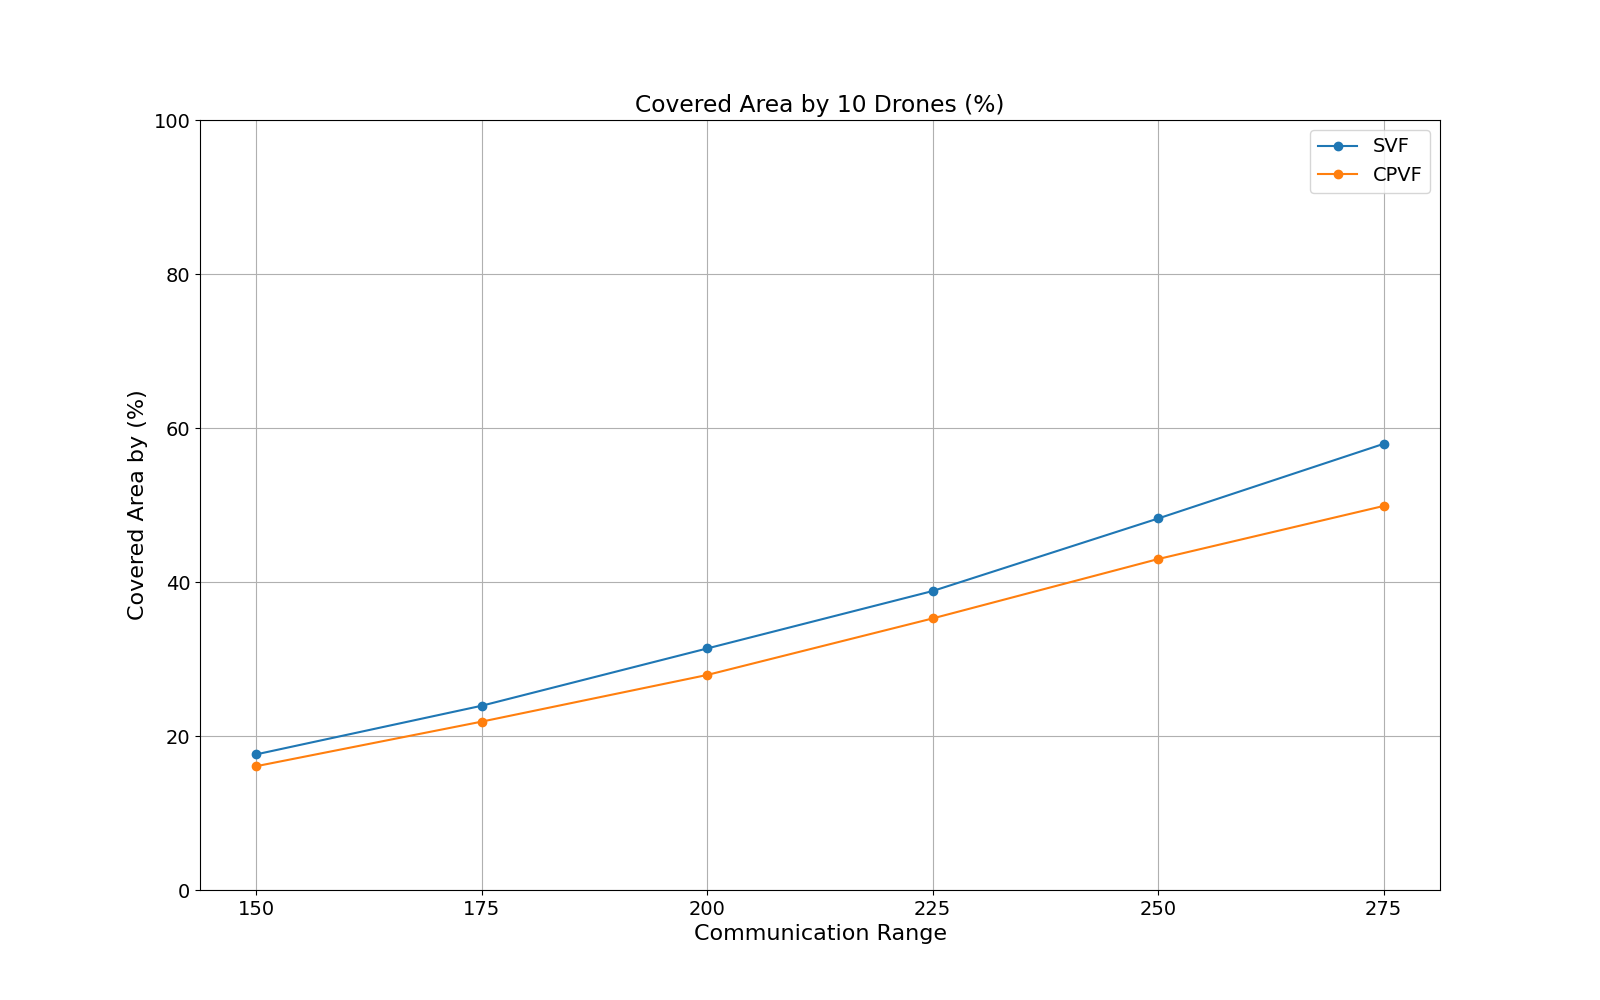 Covered Area by 10 Drones (%)
SVF
CPVF
Covered Area by (%)
100
80
60
40
20
0
150 175 200 225 250 275
Communication Range